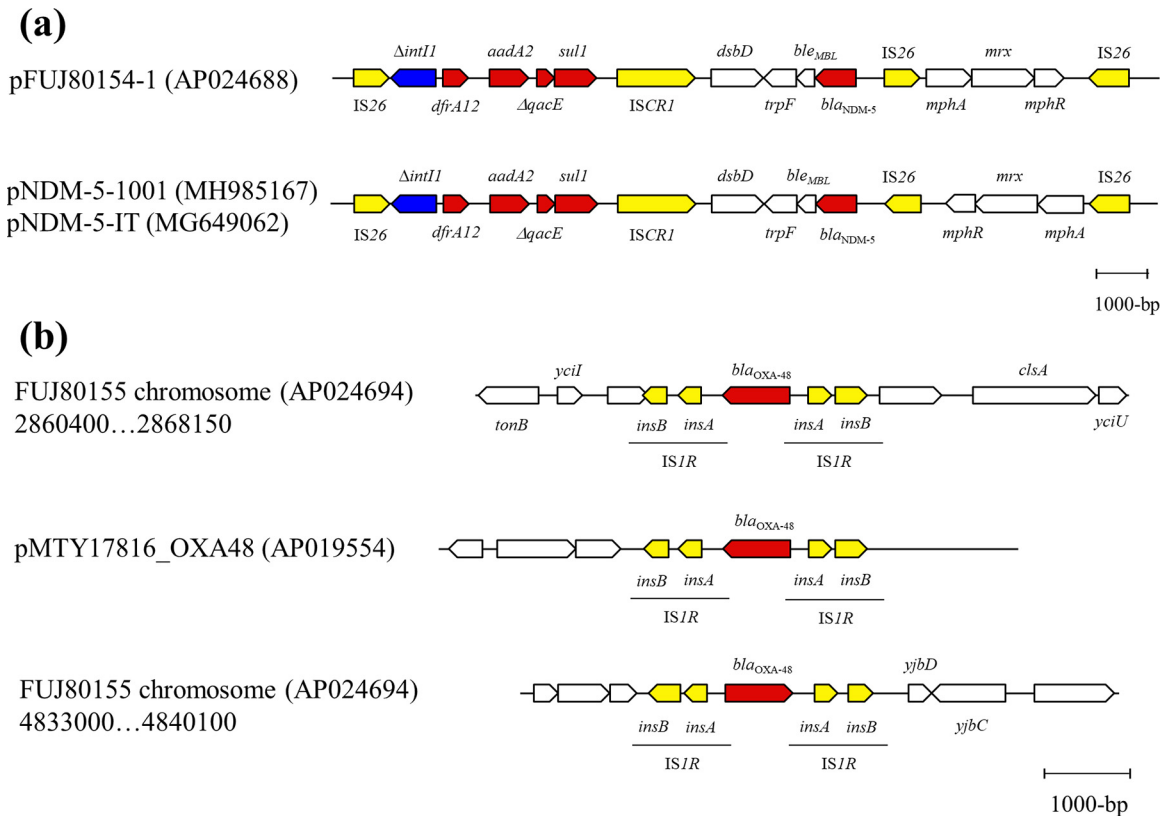 (a)
ΔintI1 aadA2 sul1 dsbD bleMBL IS26 mrx IS26
pFUJ80154-1 (AP024688)
IS26 dfrA12 ΔqacE ISCR1 trpF blaNDM-5 mphA mphR
ΔintI1 aadA2 sul1 dsbD bleMBL IS26 mrx IS26
pNDM-5-1001 (MH985167)
pNDM-5-IT (MG649062)
IS26 dfrA12 ΔqacE ISCR1 trpF blaNDM-5 mphR mphA
1000-bp
(b)
yciI blaOXA-48 clsA
FUJ80155 chromosome (AP024694)
2860400…2868150
tonB insB insA insA insB yciU
IS1R IS1R
blaOXA-48
pMTY17816_OXA48 (AP019554)
insB insA insA insB
IS1R IS1R
blaOXA-48 yjbD
FUJ80155 chromosome (AP024694)
4833000…4840100
insB insA insA insB yjbC
IS1R IS1R
1000-bp